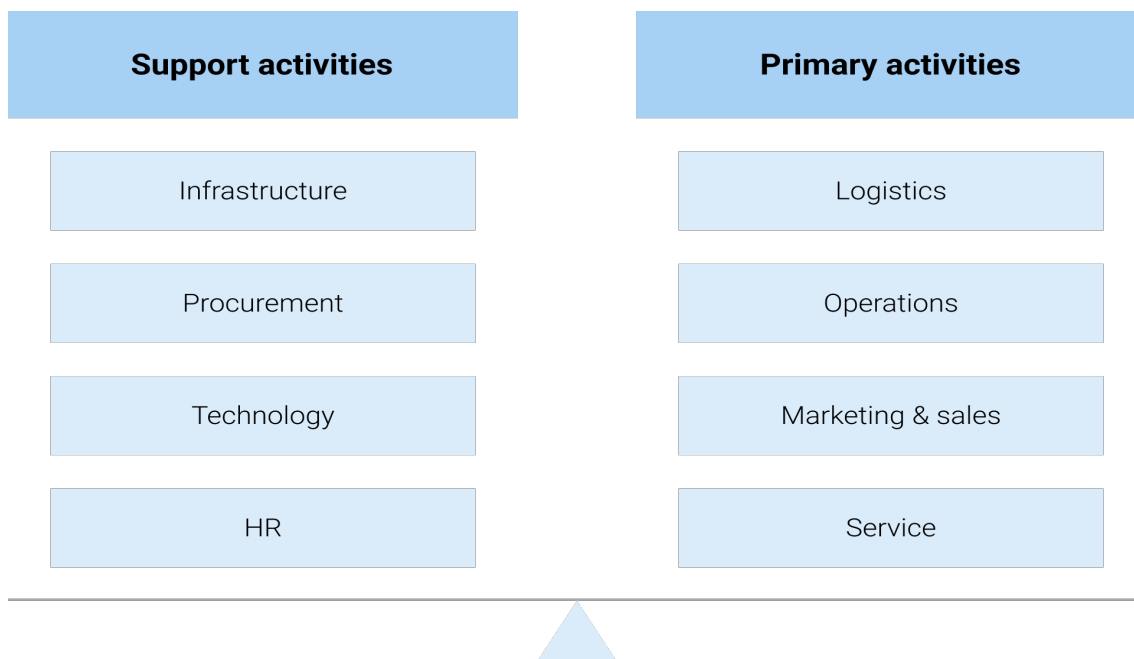 Support activities
Infrastructure
Procurement
Technology
HR
Primary activities
Logistics
Operations
Marketing & sales
Service